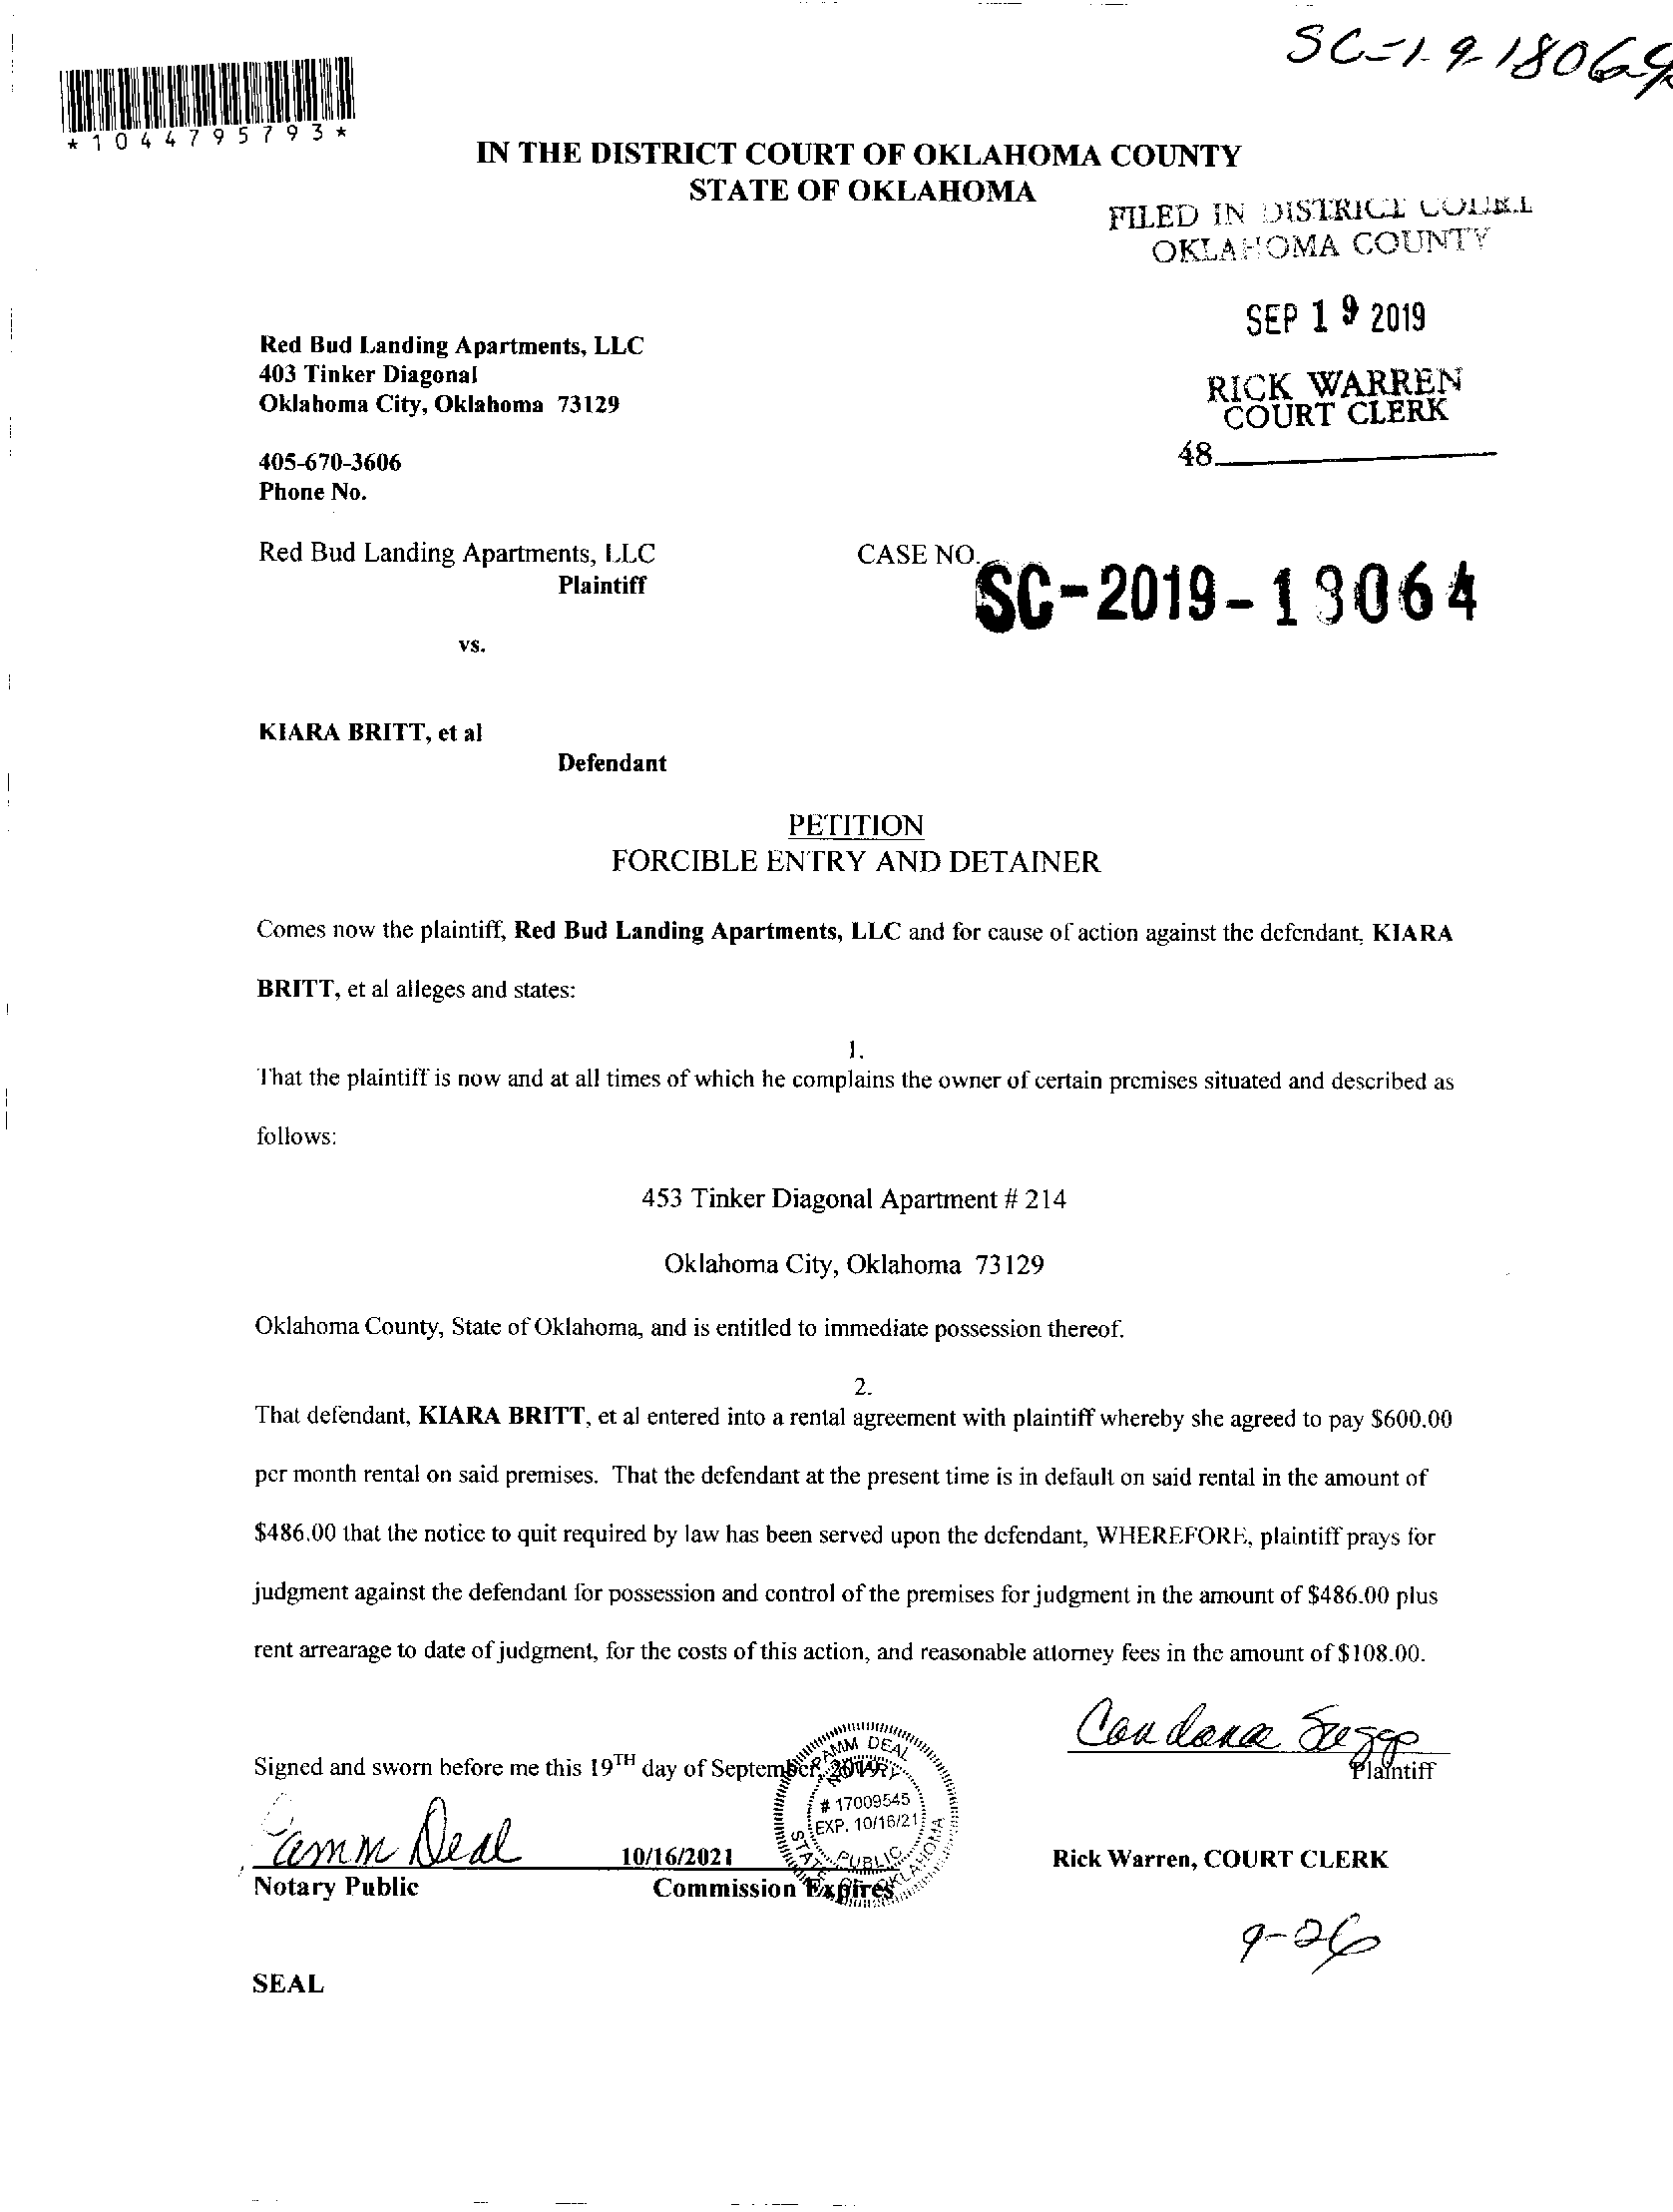 SC-19-18064
*1044795793*
IN THE DISTRICT COURT OF OKLAHOMA COUNTY
STATE OF OKLAHOMA
FILED IN DISTRICT COURT
OKLAHOMA COUNTY
SEP 19 2019
RICK WARREN
COURT CLERK
48
Red Bud Landing Apartments, LLC
403 Tinker Diagonal
Oklahoma City, Oklahoma 73129
405-670-3606
Phone No.
Red Bud Landing Apartments, LLC
Plaintiff
CASE NO.
SC-2019-18064
vs.
KIARA BRITT, et al
Defendant
PETITION
FORCIBLE ENTRY AND DETAINER
Comes now the plaintiff, Red Bud Landing Apartments, LLC and for cause of action against the defendant, KIARA
BRITT, et al alleges and states:
1.
That the plaintiff is now and at all times of which he complains the owner of certain premises situated and described as
follows:
453 Tinker Diagonal Apartment # 214
Oklahoma City, Oklahoma 73129
Oklahoma County, State of Oklahoma, and is entitled to immediate possession thereof.
2.
That defendant, KIARA BRITT, et al entered into a rental agreement with plaintiff whereby she agreed to pay $600.00
per month rental on said premises. That the defendant at the present time is in default on said rental in the amount of
$486.00 that the notice to quit required by law has been served upon the defendant, WHEREFORE, plaintiff prays for
judgment against the defendant for possession and control of the premises for judgment in the amount of $486.00 plus
rent arrearage to date of judgment, for the costs of this action, and reasonable attorney fees in the amount of $108.00.
Plaintiff
Signed and sworn before me this 19TH day of September, 2019.
TAMM DEAL
NOTARY
# 17009545
EXP. 10/16/21
PUBLIC
STATE OF OKLAHOMA
Tamm Deal
10/16/2021
Notary Public
Commission Expires
Rick Warren, COURT CLERK
9-26
SEAL